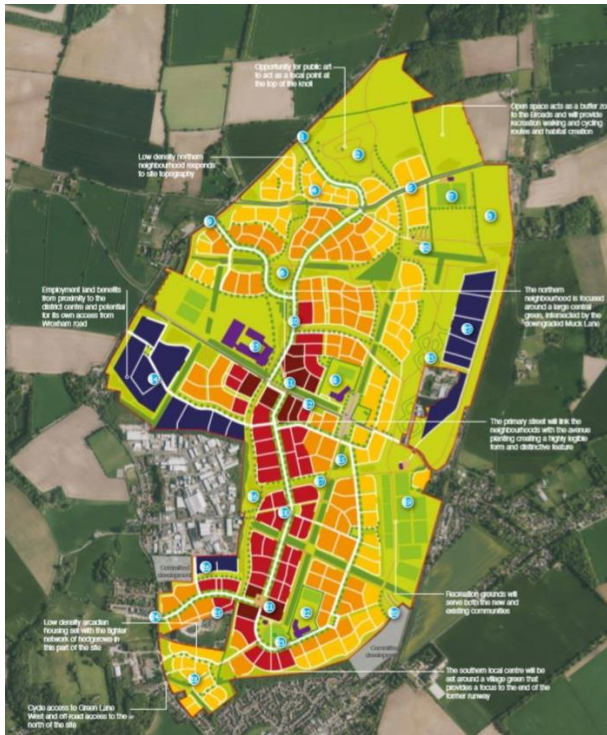 Opportunity for public art
to act as a local point at
the top of the knoll
Open space acts as a buffer zo
to the Broads and will provide
recreation walking and cycling
routes and habitat creation
Low density northern
neighbourhood responds
to site topography
Employment land benefits
from proximity to the
district centre and potential
for its own access from
Wroxham road
The northern
neighbourhood is focused
around a large central
green, intersected by the
downgraded Muck Lane
The primary street will link the
neighbourhoods with the avenue
planting creating a highly legible
form and distinctive feature
Committed
development
Recreation grounds will
serve both the new and
existing communities
Low density arcadian
housing set with the tighter
network of hedgerows in
this part of the site
Committed
development
The southern local centre will be
set around a village green that
provides a focus to the end of the
former runway
Cycle access to Green Lane
West and off-road access to the
north of the site